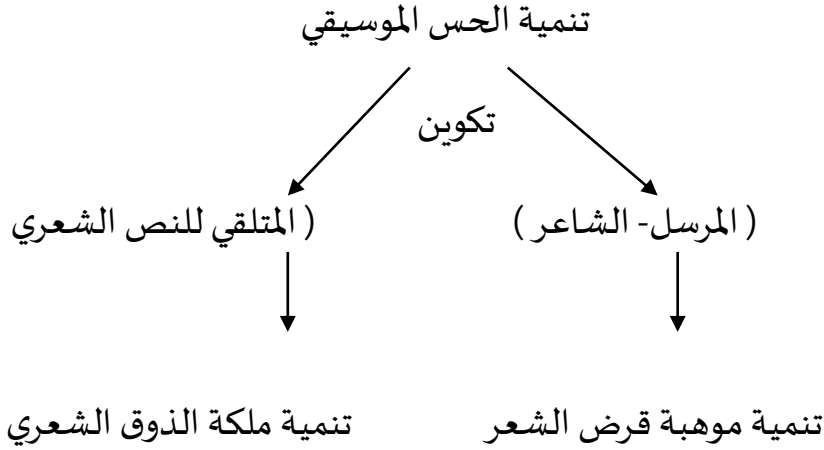 تنمية الحس الموسيقي
تكوين
( المرسل- الشاعر )
( المتلقي للنص الشعري
تنمية موهبة قرض الشعر
تنمية ملكة الذوق الشعري